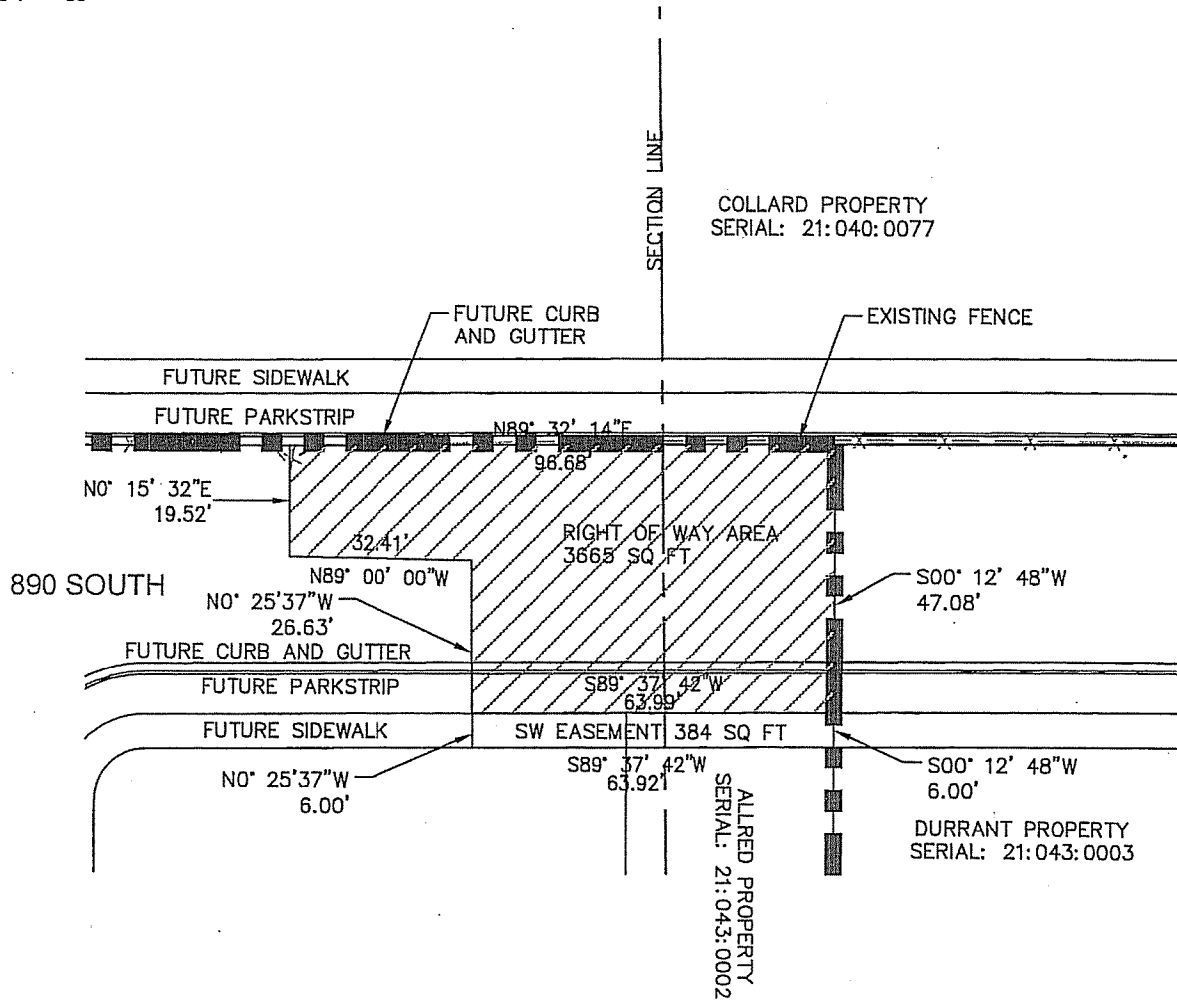 SECTION LINE
COLLARD PROPERTY
SERIAL: 21:040:0077
FUTURE CURB
AND GUTTER
EXISTING FENCE
FUTURE SIDEWALK
FUTURE PARKSTRIP
N89° 32' 14"E
96.68'
N0° 15' 32"E
19.52'
RIGHT OF WAY AREA
3665 SQ FT
32.41'
N89° 00' 00"W
890 SOUTH
N0° 25'37"W
26.63'
S00° 12' 48"W
47.08'
FUTURE CURB AND GUTTER
FUTURE PARKSTRIP
S89° 37' 42"W
63.99'
FUTURE SIDEWALK
SW EASEMENT 384 SQ FT
N0° 25'37"W
6.00'
S89° 37' 42"W
63.92'
S00° 12' 48"W
6.00'
ALLRED PROPERTY
SERIAL: 21:043:0002
DURRANT PROPERTY
SERIAL: 21:043:0003